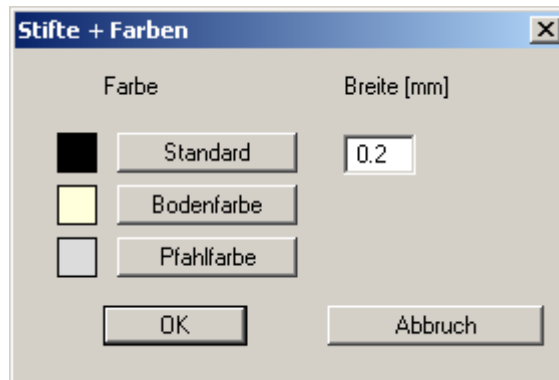 Stifte + Farben
Farbe Breite [mm]
Standard 0.2
Bodenfarbe
Pfahlfarbe
OK Abbruch